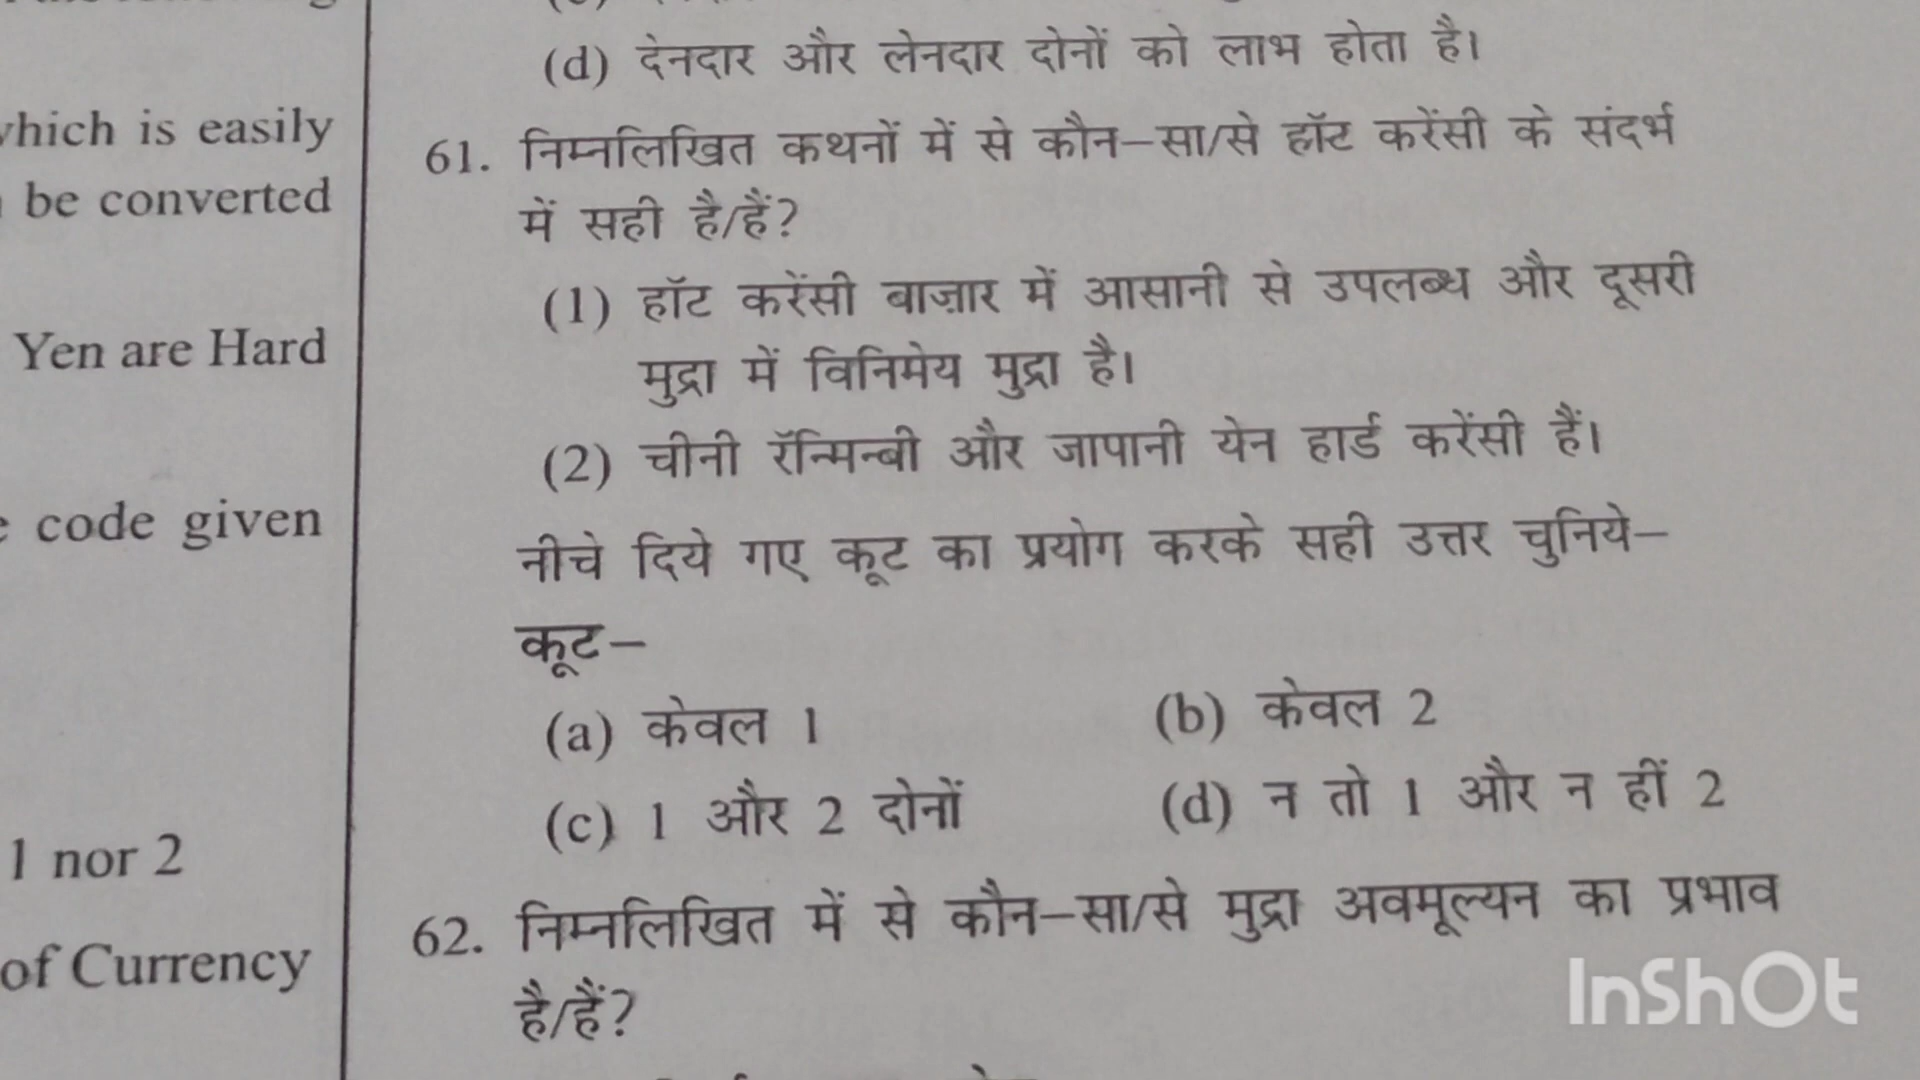 which is easily
be converted
Yen are Hard
code given
1 nor 2
of Currency
(d) देनदार और लेनदार दोनों को लाभ होता है।
61. निम्नलिखित कथनों में से कौन–सा/से हॉट करेंसी के संदर्भ
में सही है/हैं?
(1) हॉट करेंसी बाज़ार में आसानी से उपलब्ध और दूसरी
मुद्रा में विनिमेय मुद्रा है।
(2) चीनी रॅन्मिन्बी और जापानी येन हार्ड करेंसी हैं।
नीचे दिये गए कूट का प्रयोग करके सही उत्तर चुनिये–
कूट–
(a) केवल 1
(b) केवल 2
(c) 1 और 2 दोनों
(d) न तो 1 और न हीं 2
62. निम्नलिखित में से कौन–सा/से मुद्रा अवमूल्यन का प्रभाव
है/हैं?
InShOt